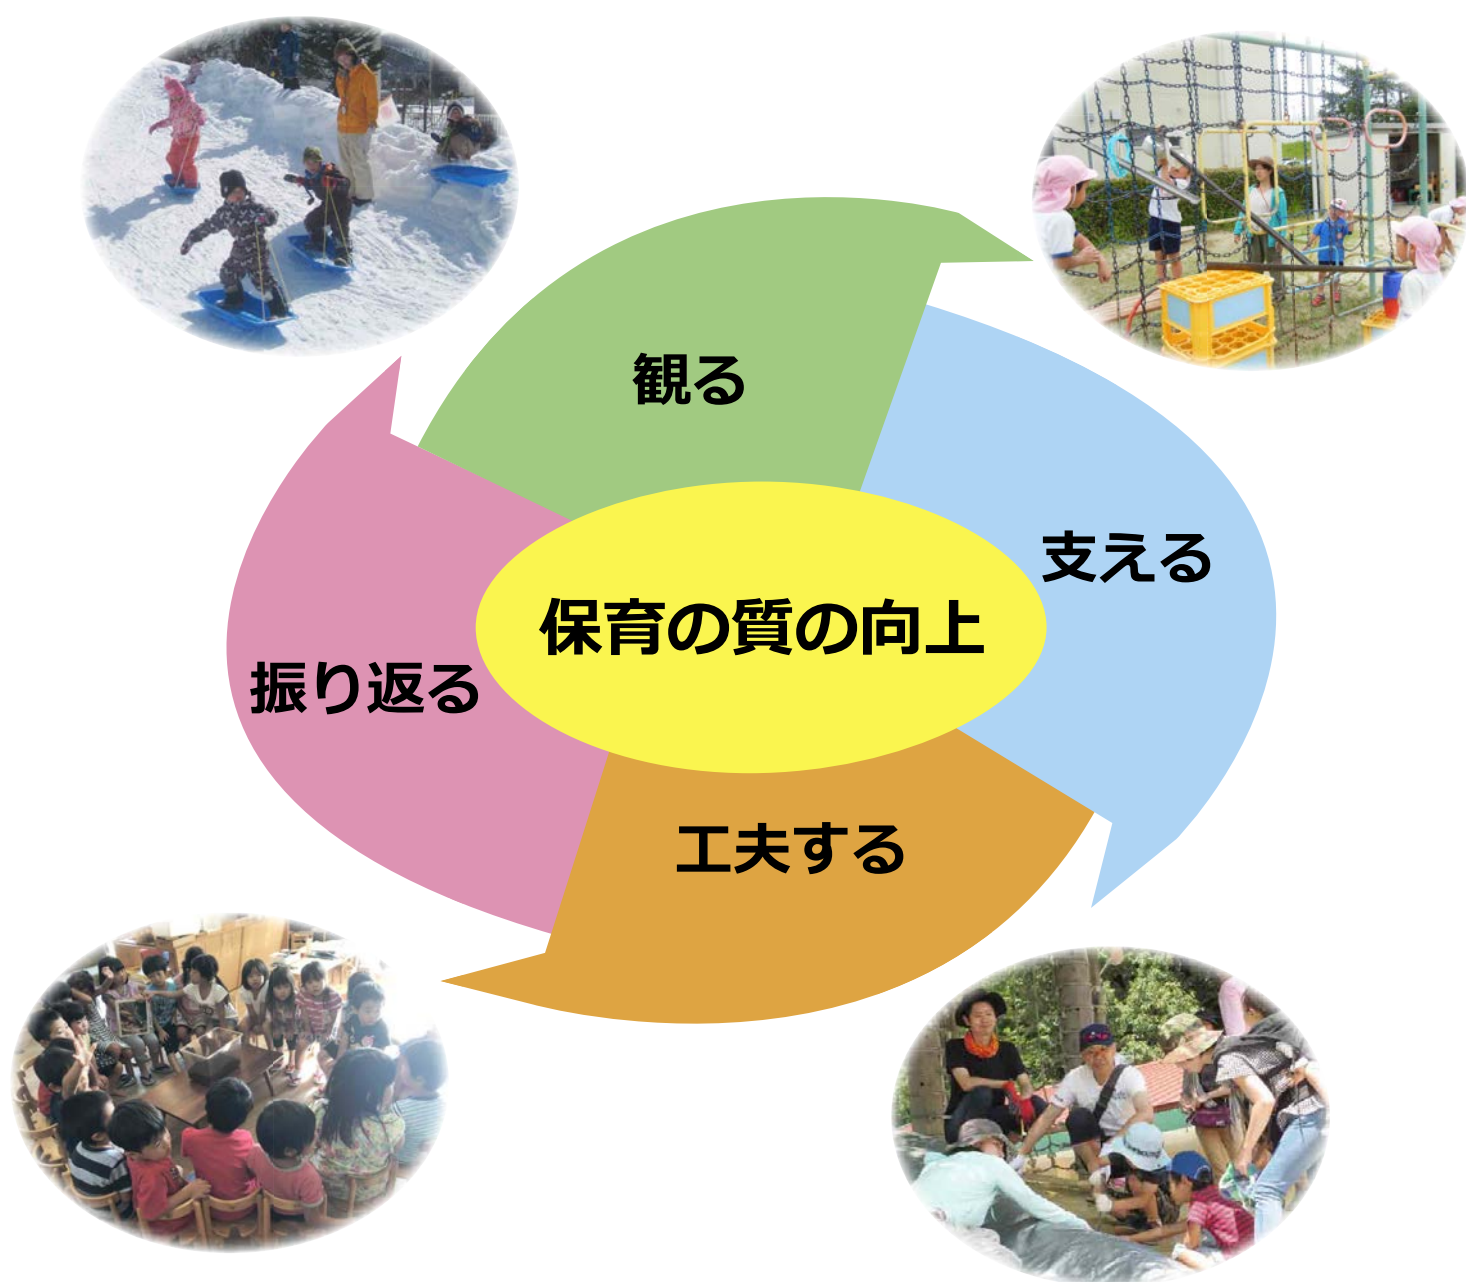 観る
支える
保育の質の向上
振り返る
工夫する